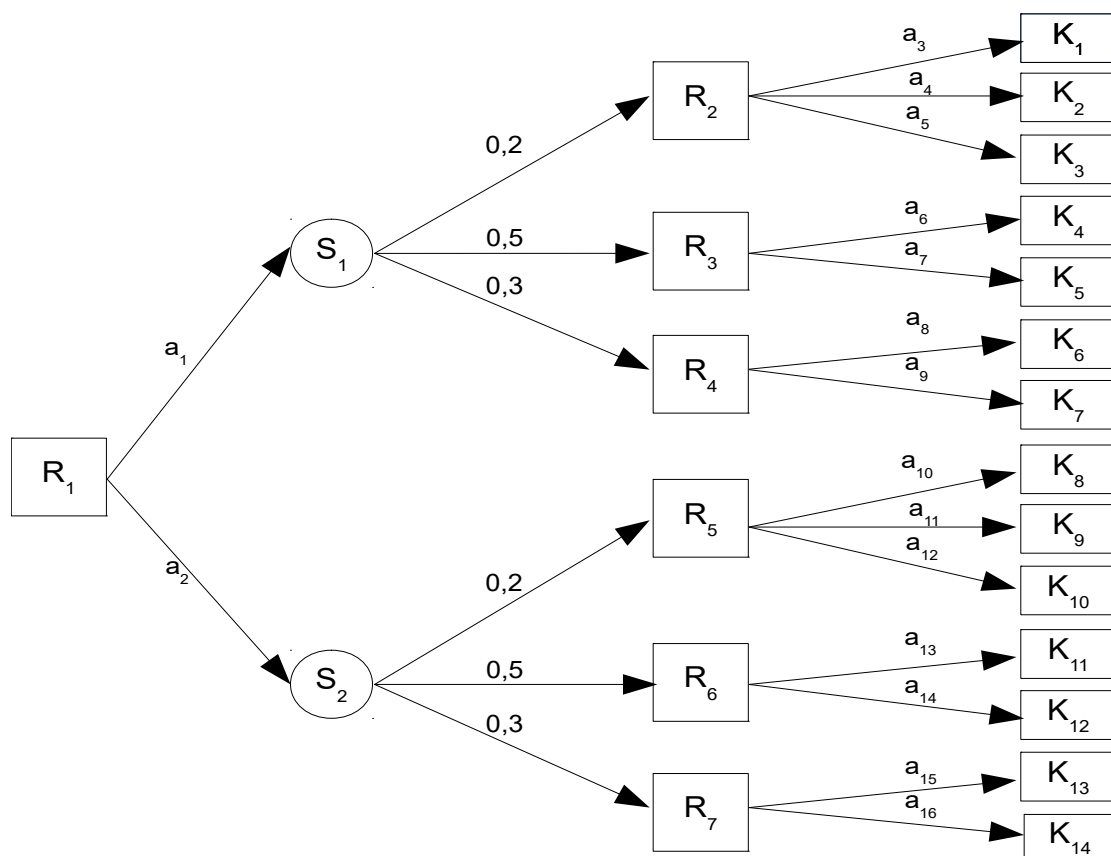 a₃
K₁
R₂
a₄
K₂
a₅
0,2
K₃
a₆
K₄
S₁
0,5
R₃
a₇
K₅
0,3
a₈
K₆
a₁
R₄
a₉
K₇
R₁
a₁₀
K₈
R₅
a₁₁
K₉
a₁₂
a₂
0,2
K₁₀
a₁₃
K₁₁
S₂
0,5
R₆
a₁₄
K₁₂
0,3
a₁₅
K₁₃
R₇
a₁₆
K₁₄